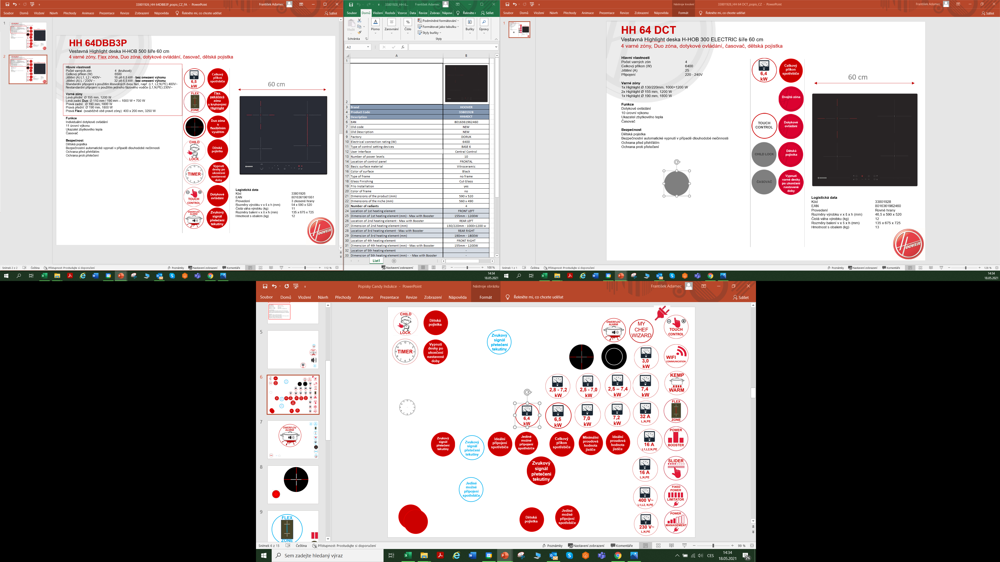 33801926_HH 64DBB3P_popis_CZ_FA - PowerPoint
František Adamec
Soubor Domů Vložení Návrh Přechody Animace Prezentace Revize Zobrazení Nápověda Řekněte mi, co chcete udělat Sdílet
1
2
HH 64DBB3P
Vestavná Highlight deska H-HOB 500 šíře 60 cm
4 varné zóny, Flex zóna, Duo zóna, dotykové ovládání, časovač, dětská pojistka
Hlavní vlastnosti
Počet varných zón 4 (kruhové)
Celkový příkon (W) 6500
Jištění (A) L1, L2 / 400V~ 16 při 6,5 kW - bez omezení výkonu
Jištění (A) L / 230V ~ 32 při 6,5 kW - bez omezení výkonu
Standardní připojení s použitím libovolných dvou fází, např. (L1, L2,N,PE) 400V~
Nestandardní připojení s použitím jednoho fázového vodiče (L1,N,PE) 230V~
Varné zóny
Levá přední: Ø 155 mm, 1200 W
Levá zadní Duo: Ø 110 mm / 190 mm – 1000 W + 700 W
Pravá zadní: Ø 190 mm, 1800 W
Pravá přední: Ø 190 mm, 1800 W
Pravá Flexi (souběžně obě pravé zóny): 400 x 200 mm, 3250 W
Funkce
Individuální dotykové ovládání
11 úrovní výkonu
Ukazatel zbytkového tepla
Časovač
Bezpečnost
Dětská pojistka
Bezpečnostní automatické vypnutí v případě dlouhodobé nečinnosti
Ochrana před přehřátím
Ochrana proti přetečení
6,5
kW
Celkový
příkon
spotřebiče
FLEX
ZONE
Flex
pekáčová
zóna
s kruhovými
Highlight
Duo zóna
s
flexibilním
využitím
CHILD
LOCK
Dětská
pojistka
TIMER
Vypnutí
desky po
ukončení
nastavené
doby
TOUCH
CONTROL
Dotykové
ovládání
OWERFLOV
ALARM
Zvukový
signál
přetečení
tekutiny
60 cm
HOOVER
Logistická data
Kód 33801926
EAN 8016361961951
Provedení 3 zkosené hrany
Rozměry výrobku v x š x h (mm) 54 x 590 x 520
Čistá váha výrobku (kg) 11
Rozměry balení v x š x h (mm) 135 x 675 x 725
Hmotnost s obalem (kg) 12
HOOVER
Snímek 2 z 2 Čeština Přístupnost: Prostudujte si doporučení Poznámky Nastavení zobrazení Komentáře 112 %
33801928_HH 6... František Adamec
Soubor Domů Vložení Rozlože Vzorce Data Revize Zobraz Nápov Řekněte r Sdílet
Vložit
Písmo
Zarovnání
Číslo
Podmíněné formátování
Formátovat jako tabulku
Styly buňky
Buňky
Úpravy
Schránka
Styly
A2
fx
A B
1
2
3 Brand HOOVER
4 Product Code 33801928
5 Description HH64DCT
6 EAN 8016361962460
7 Old code NEW
8 Old Description NEW
9 Factory DORUK
10 Electrical connection rating (W) 6400
11 Type of control setting devices BASE 6
12 User Interface Central Control
13 Number of power levels 10
14 Location of control panel FRONTAL
15 Basic surface material Vitroceramic
16 Color of surface Black
17 Type of frame no frame
18 Glass Finishing Cut Glass
19 Filo Installation yes
20 Color of frame no
21 Dimensions of the product (mm) 590 x 520
22 Dimensions of the niche (mm) 560 x 490
23 Number of radiants 4
24 Location of 1st heating element FRONT LEFT
25 Dimension of 1st heating element (mm) - Max with Booster 155mm - 1200W
26 Location of 2nd heating element - Max with Booster REAR LEFT
27 Dimension of 2nd heating element (mm) 130/220mm - 1000+1200 w
28 Location of 3rd heating element - Max with Booster REAR RIGHT
29 Dimension of 3rd heating element (mm) 190mm - 1800W
30 Location of 4th heating element FRONT RIGHT
31 Dimension of 4th heating element (mm) - Max with Booster 155mm - 1200W
32 Location of 5th heating element -
33 Dimension of 5th heating element (mm) - - Max with Booster -
List1
Nastavení zobrazení 100 %
14:34
18.05.2021
Nástroje kreslení
33801928_HH 64 DCT_popis_CZ - PowerPoint
František Adamec
Soubor Domů Vložení Návrh Přechody Animace Prezentace Revize Zobrazení Nápověda Formát Řekněte mi, co chcete udělat Sdílet
1
HH 64 DCT
Vestavná Highlight deska H-HOB 300 ELECTRIC šíře 60 cm
4 varné zóny, Duo zóna, dotykové ovládání, časovač, dětská pojistka
Hlavní vlastnosti
Počet varných zón 4
Celkový příkon (W) 6400
Jištění (A) 25
Připojení 220 - 240V
Varné zóny
1x Highlight Ø 130/220mm, 1000+1200 W
2x Highlight Ø 155 mm, 1200 W
1x Highlight Ø 190 mm, 1800 W
Funkce
Dotykové ovládání
10 úrovní výkonu
Ukazatel zbytkového tepla
Časovač
Bezpečnost
Dětská pojistka
Bezpečnostní automatické vypnutí v případě dlouhodobé nečinnosti
Ochrana před přehřátím
Ochrana proti přetečení
6,4
kW
Celkový
příkon
spotřebiče
Dvojitá zóna
TOUCH
CONTROL
Dotykové
ovládání
CHILD LOCK
Dětská
pojistka
ČASOVAČ
Vypnutí
varné desky
po ukončení
nastavené
doby
60 cm
HOOVER
Logistická data
Kód 33801928
EAN 8016361962460
Provedení Rovné hrany
Rozměry výrobku v x š x h (mm) 46,5 x 590 x 520
Čistá váha výrobku (kg) 12
Rozměry balení v x š x h (mm) 135 x 675 x 725
Hmotnost s obalem (kg) 13
HOOVER
Snímek 1 z 1 Čeština Přístupnost: Prostudujte si doporučení Poznámky Nastavení zobrazení Komentáře 128 %
14:34
18.05.2021
Popisky Candy Indukce - PowerPoint
Nástroje obrázku
František Adamec
Soubor Domů Vložení Návrh Přechody Animace Prezentace Revize Zobrazení Nápověda Formát Řekněte mi, co chcete udělat Sdílet
5
6
7
OWERFLOV
ALARM
8
9
FLEX
ZONE
CHILD
LOCK
Dětská
pojistka
TIMER
Vypnutí
desky po
ukončení
nastavené
doby
Zvukový
signál
přetečení
tekutiny
OWERFLOV
ALARM
MY
CHEF
WIZARD
TOUCH
CONTROL
3,0
kW
WIFI
COMMUNICATION
2,8 - 7,2
kW
2,5 - 7,0
kW
2,5 – 7,4
kW
7,4
kW
KEMP
WARM
6,4
kW
6,5
kW
7,0
kW
7,2
kW
32 A
L,N,PE
FLEX
ZONE
Zvukový
signál
přetečení
tekutiny
Zvukový
signál
přetečení
tekutiny
Ideální
připojení
spotřebiče
Jediné
možné
připojení
spotřebiče
Celkový
příkon
spotřebiče
Minimální
proudová
hodnota
jističe
Ideální
proudová
hodnota
jističe
16 A
L1,L2,N,PE
POWER
BOOSTER
Zvukový
signál
přetečení
tekutiny
16 A
L,N,PE
SLIDER
Jediné
možné
připojení
spotřebiče
400 V~
L1,L2, N,PE
FIXED
POWER
LIMITATOR
Dětská
pojistka
Jediné
možné
připojení
spotřebiče
230 V~
L,N,PE
POWER
MANAGEMENT
Snímek 6 z 15 Čeština Přístupnost: Prostudujte si doporučení Poznámky Nastavení zobrazení Komentáře 99 %
Sem zadejte hledaný výraz
CES
14:34
18.05.2021
26